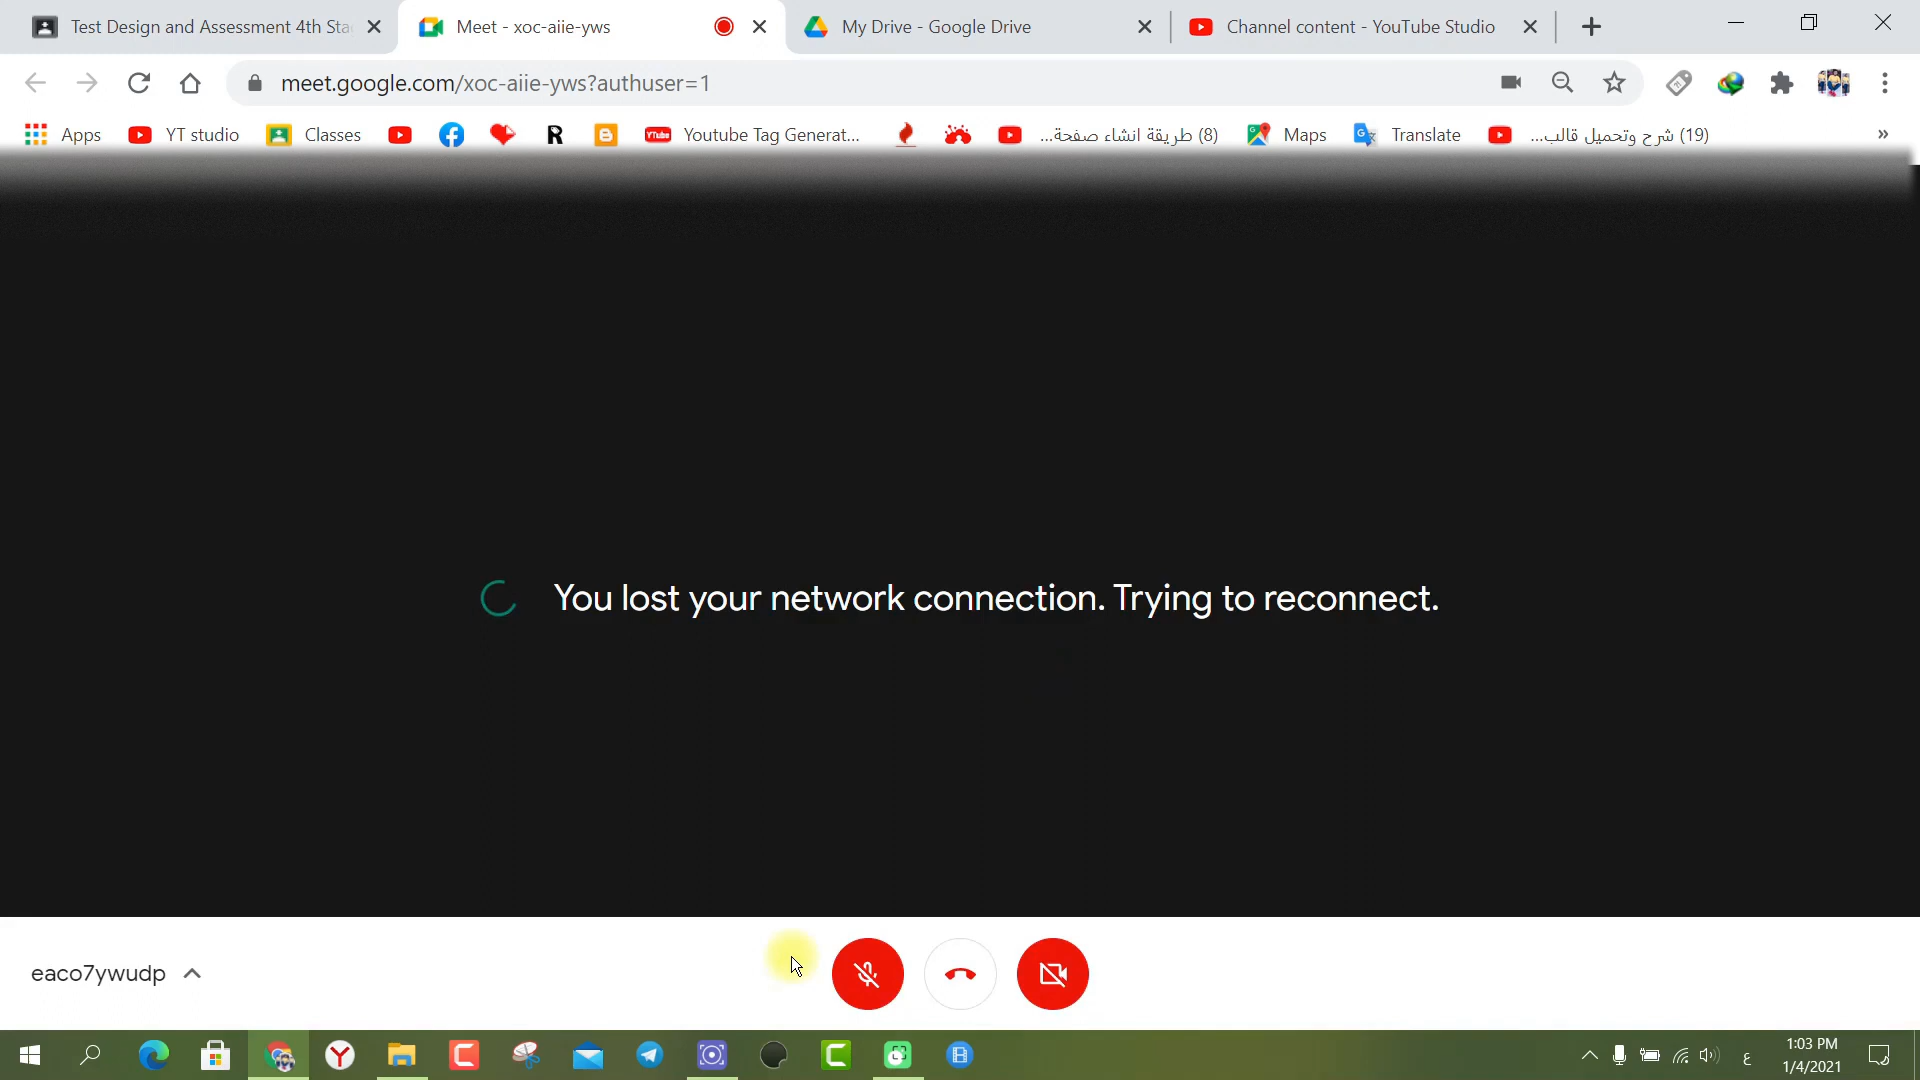 Test Design and Assessment 4th Sta
Meet - xoc-aiie-yws
My Drive - Google Drive
Channel content - YouTube Studio
meet.google.com/xoc-aiie-yws?authuser=1
Apps
YT studio
Classes
R
YTube
Youtube Tag Generat...
(8) طريقة انشاء صفحة...
Maps
Translate
(19) شرح وتحميل قالب...
»
You lost your network connection. Trying to reconnect.
eaco7ywudp
ع
1:03 PM
1/4/2021